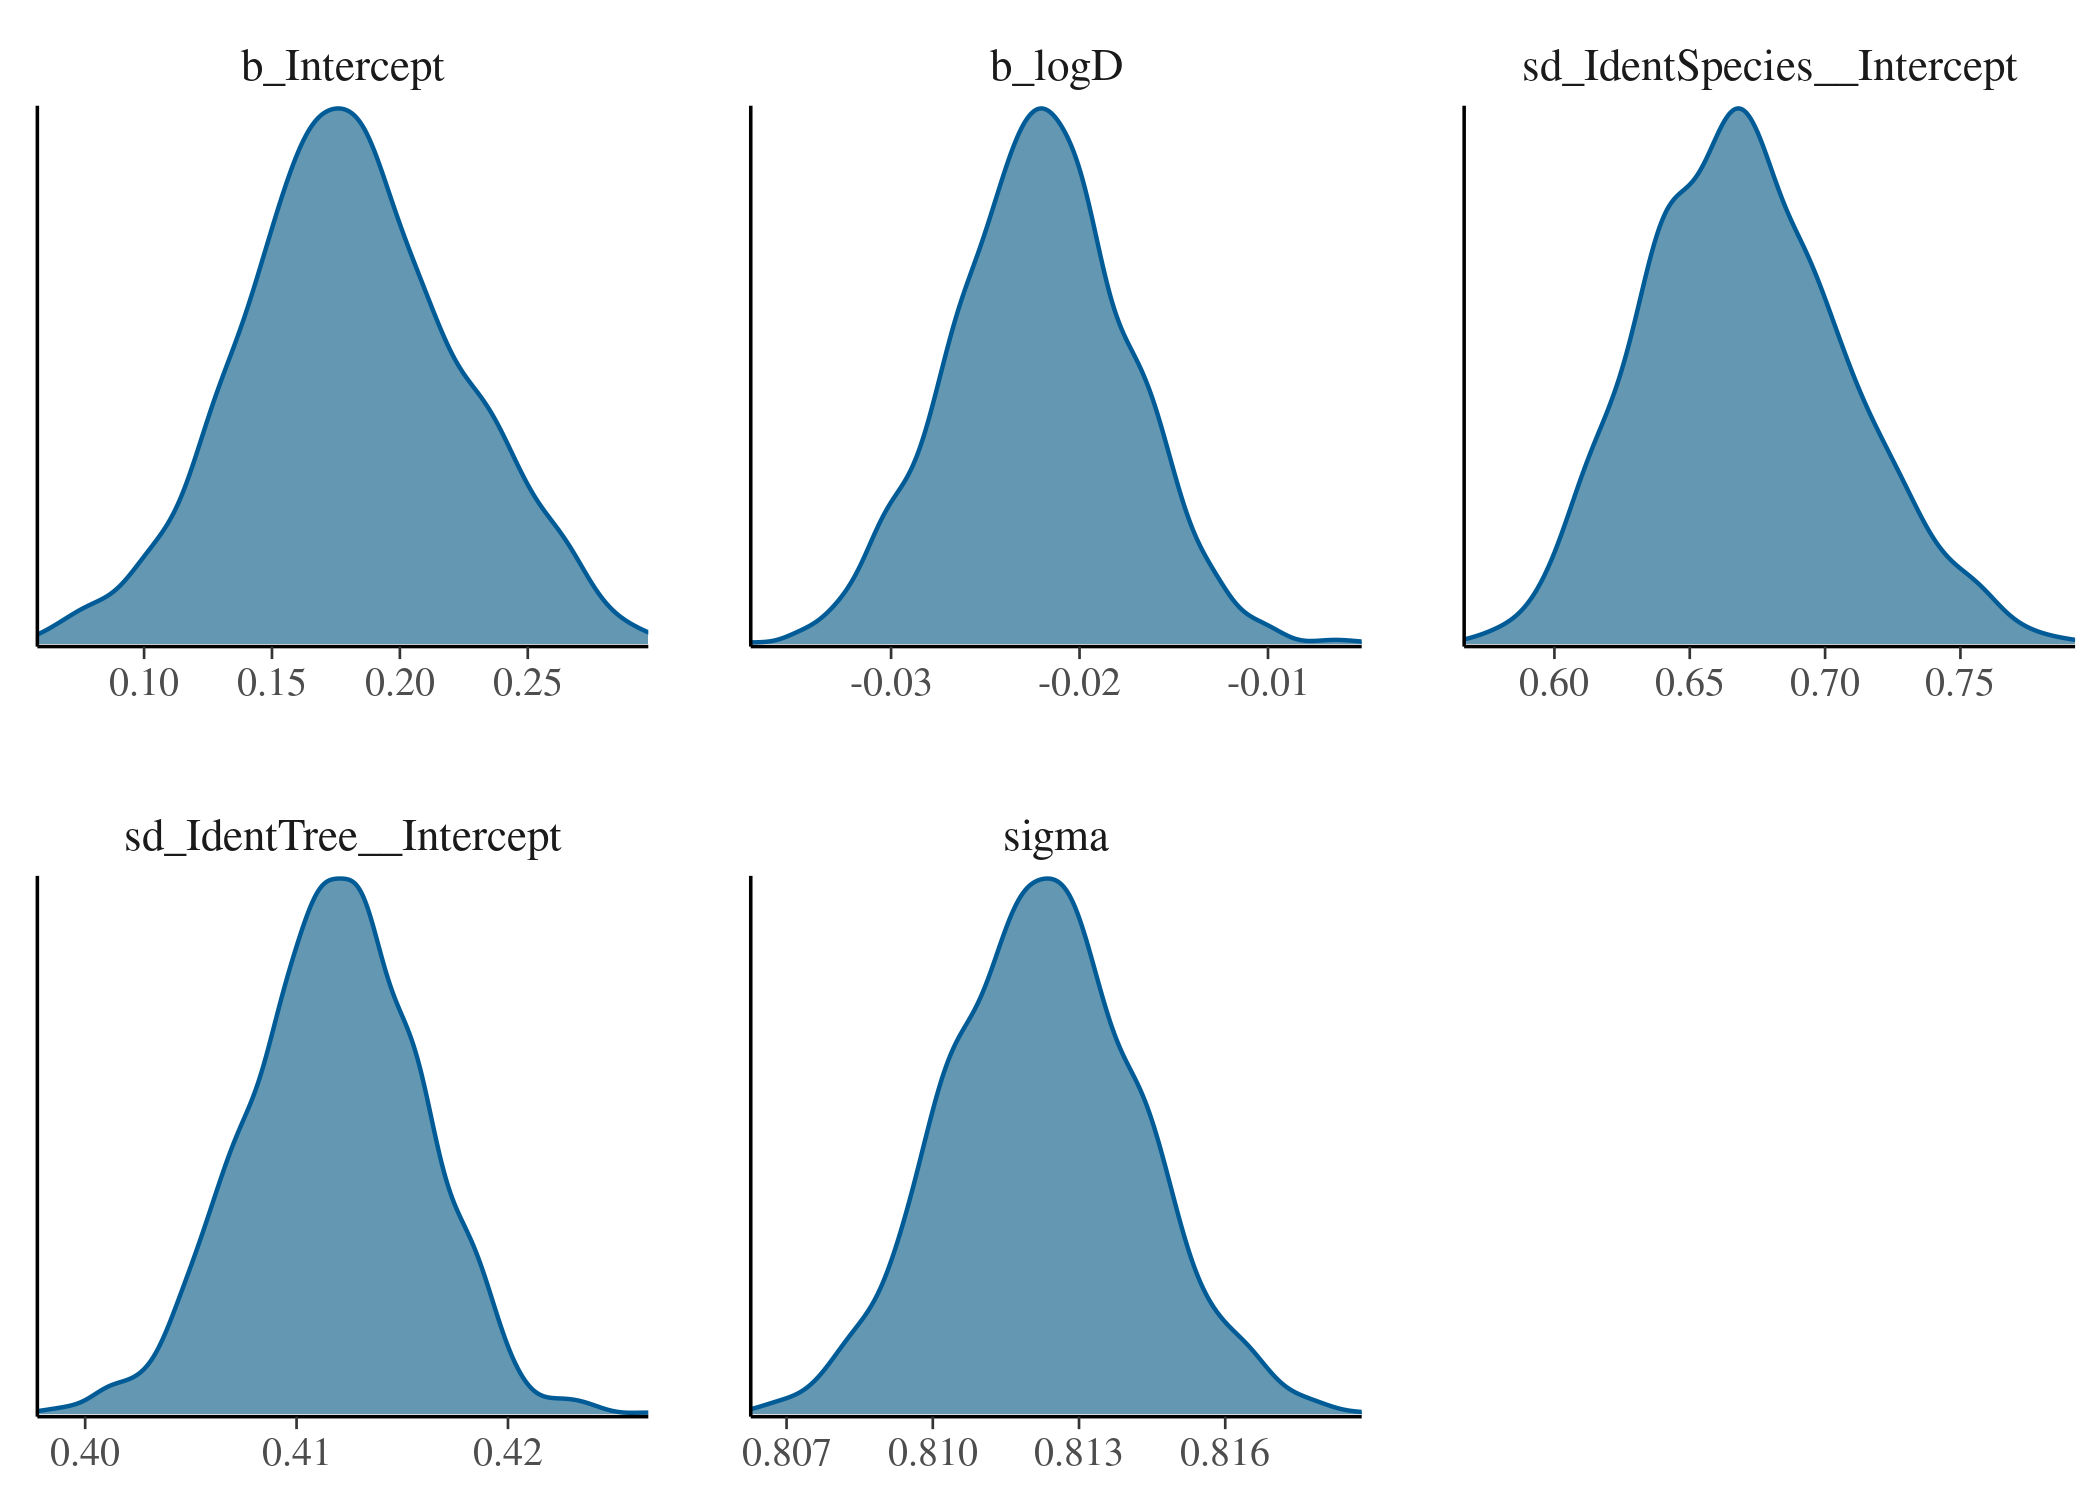 b_Intercept b_logD sd_IdentSpecies__Intercept
0.10 0.15 0.20 0.25 -0.03 -0.02 -0.01 0.60 0.65 0.70 0.75
sd_IdentTree__Intercept sigma
0.40 0.41 0.42 0.807 0.810 0.813 0.816